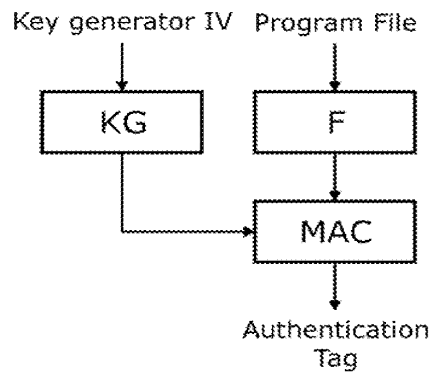 Key generator IV Program File
KG F
MAC
Authentication
Tag